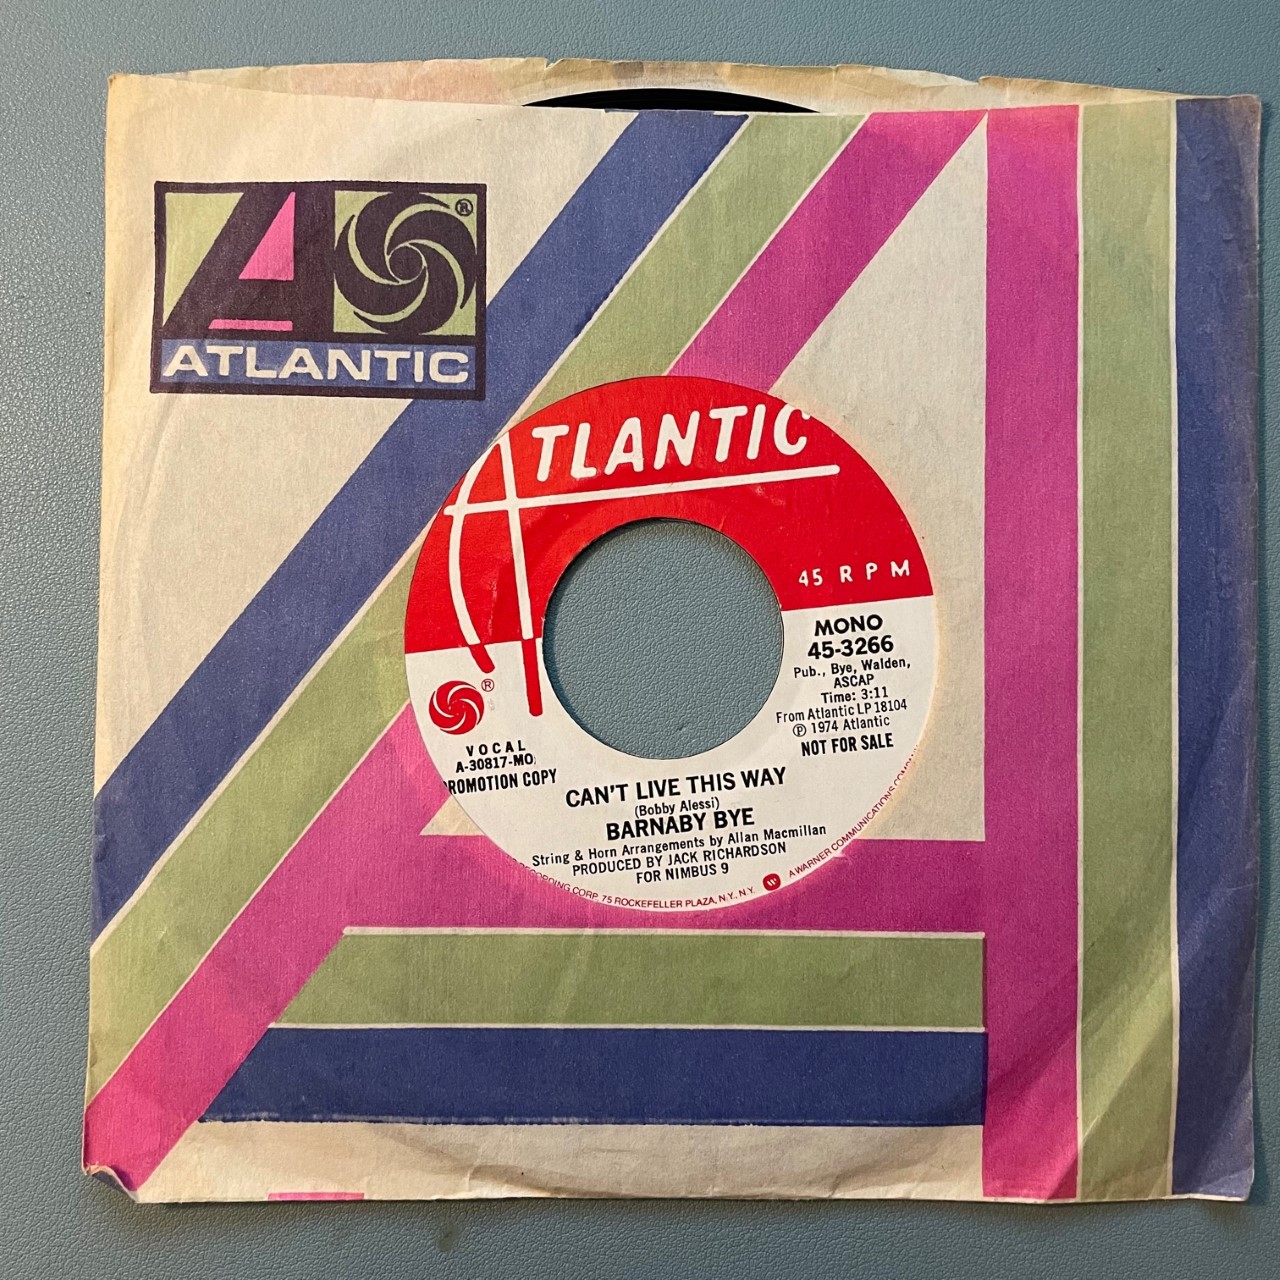 ®
ATLANTIC
ATLANTIC
45 RPM
MONO
45-3266
Pub., Bye, Walden,
ASCAP
Time: 3:11
From Atlantic LP 18104
℗ 1974 Atlantic
NOT FOR SALE
®
VOCAL
A-30817-MO
ROMOTION COPY
CAN'T LIVE THIS WAY
(Bobby Alessi)
BARNABY BYE
String & Horn Arrangements by Allan Macmillan
PRODUCED BY JACK RICHARDSON
FOR NIMBUS 9
RECORDING CORP. 75 ROCKEFELLER PLAZA, N.Y., N.Y. A WARNER COMMUNICATIONS COMPAN